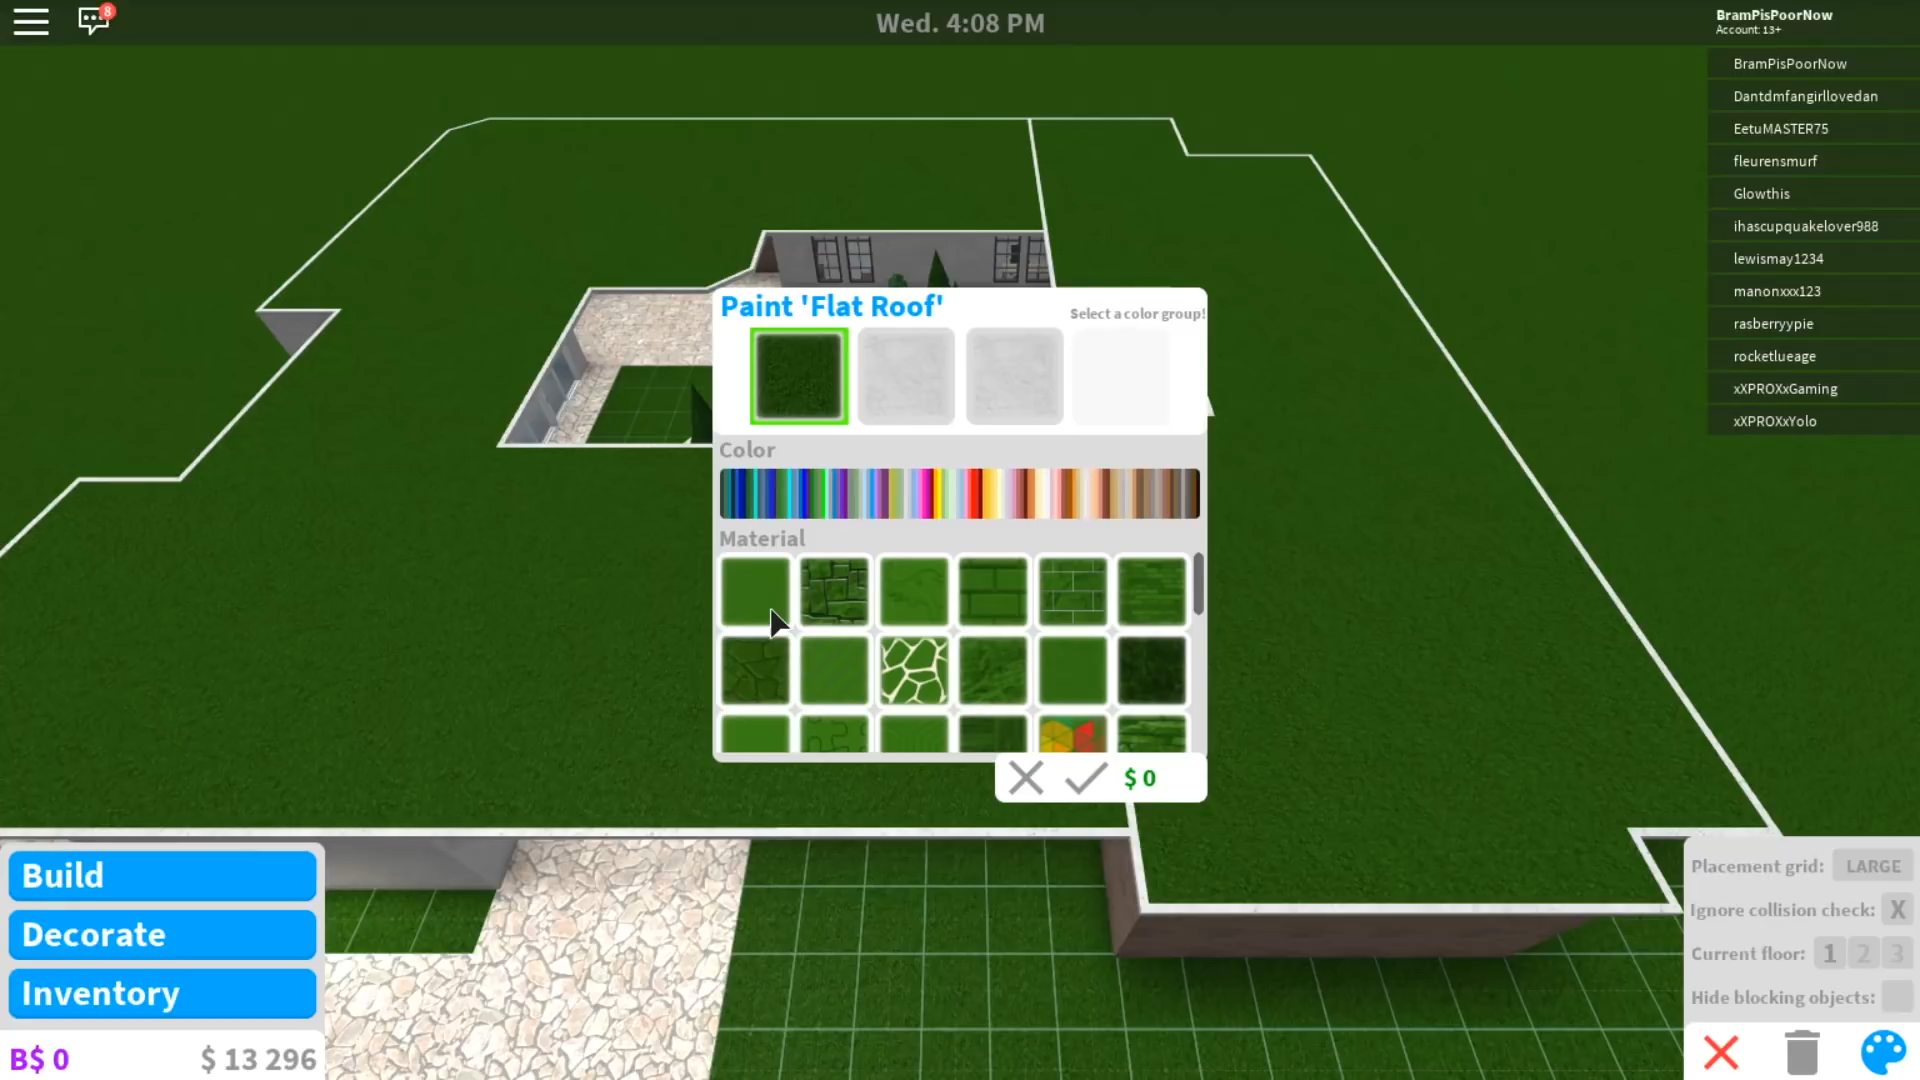 8
Wed. 4:08 PM
BramPisPoorNow
Account: 13+
BramPisPoorNow
Dantdmfangirllovedan
EetuMASTER75
fleurensmurf
Glowthis
ihascupquakelover988
lewismay1234
manonxxx123
rasberryypie
rocketlueage
xXPROXxGaming
xXPROXxYolo
Paint 'Flat Roof'
Select a color group!
Color
Material
$ 0
Build
Decorate
Inventory
B$ 0
$ 13 296
Placement grid: LARGE
Ignore collision check: X
Current floor: 1 2 3
Hide blocking objects: